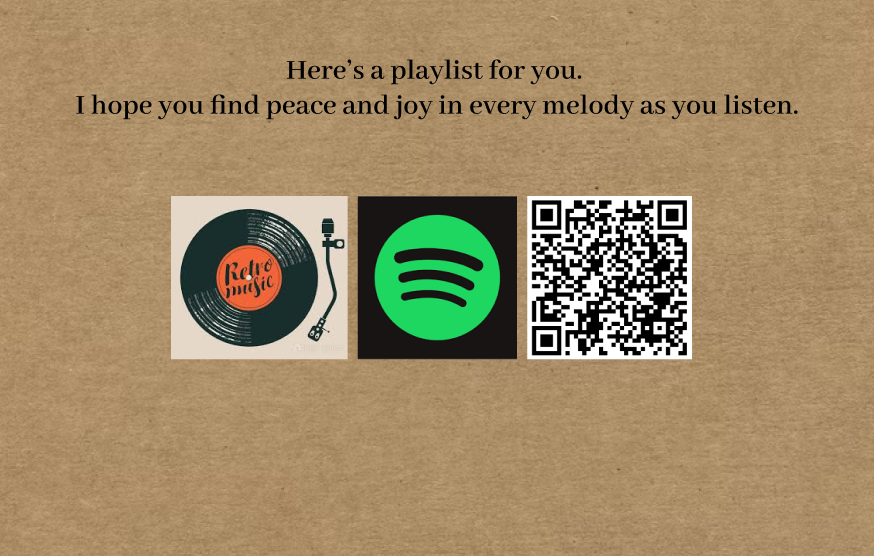 Here's a playlist for you.
I hope you find peace and joy in every melody as you listen.
Retro
music